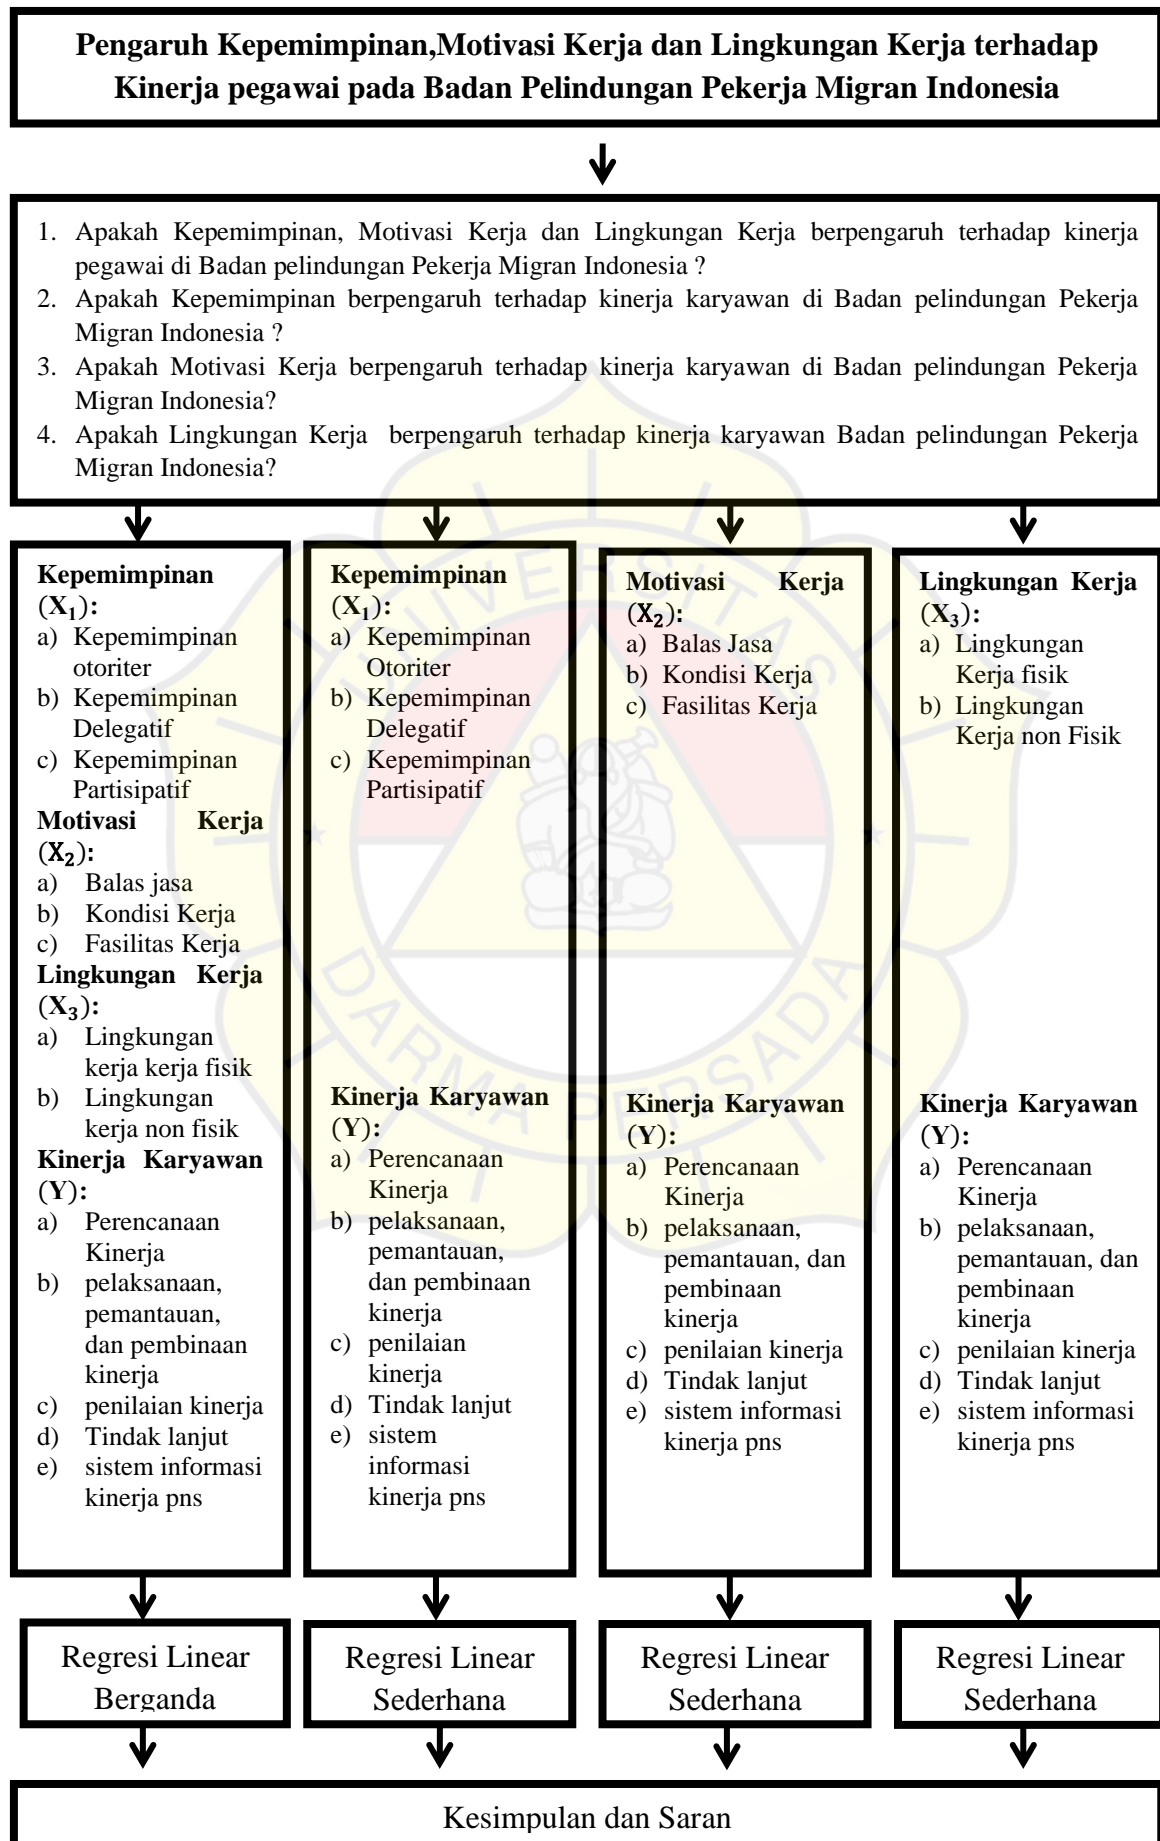 Pengaruh Kepemimpinan,Motivasi Kerja dan Lingkungan Kerja terhadap
Kinerja pegawai pada Badan Pelindungan Pekerja Migran Indonesia
1. Apakah Kepemimpinan, Motivasi Kerja dan Lingkungan Kerja berpengaruh terhadap kinerja
pegawai di Badan pelindungan Pekerja Migran Indonesia ?
2. Apakah Kepemimpinan berpengaruh terhadap kinerja karyawan di Badan pelindungan Pekerja
Migran Indonesia ?
3. Apakah Motivasi Kerja berpengaruh terhadap kinerja karyawan di Badan pelindungan Pekerja
Migran Indonesia?
4. Apakah Lingkungan Kerja berpengaruh terhadap kinerja karyawan Badan pelindungan Pekerja
Migran Indonesia?
Kepemimpinan
(X₁):
a) Kepemimpinan
otoriter
b) Kepemimpinan
Delegatif
c) Kepemimpinan
Partisipatif
Motivasi Kerja
(X₂):
a) Balas jasa
b) Kondisi Kerja
c) Fasilitas Kerja
Lingkungan Kerja
(X₃):
a) Lingkungan
kerja kerja fisik
b) Lingkungan
kerja non fisik
Kinerja Karyawan
(Y):
a) Perencanaan
Kinerja
b) pelaksanaan,
pemantauan,
dan pembinaan
kinerja
c) penilaian kinerja
d) Tindak lanjut
e) sistem informasi
kinerja pns
Kepemimpinan
(X₁):
a) Kepemimpinan
Otoriter
b) Kepemimpinan
Delegatif
c) Kepemimpinan
Partisipatif
Kinerja Karyawan
(Y):
a) Perencanaan
Kinerja
b) pelaksanaan,
pemantauan,
dan pembinaan
kinerja
c) penilaian
kinerja
d) Tindak lanjut
e) sistem
informasi
kinerja pns
Motivasi Kerja
(X₂):
a) Balas Jasa
b) Kondisi Kerja
c) Fasilitas Kerja
Kinerja Karyawan
(Y):
a) Perencanaan
Kinerja
b) pelaksanaan,
pemantauan, dan
pembinaan
kinerja
c) penilaian kinerja
d) Tindak lanjut
e) sistem informasi
kinerja pns
Lingkungan Kerja
(X₃):
a) Lingkungan
Kerja fisik
b) Lingkungan
Kerja non Fisik
Kinerja Karyawan
(Y):
a) Perencanaan
Kinerja
b) pelaksanaan,
pemantauan, dan
pembinaan
kinerja
c) penilaian kinerja
d) Tindak lanjut
e) sistem informasi
kinerja pns
Regresi Linear
Berganda
Regresi Linear
Sederhana
Regresi Linear
Sederhana
Regresi Linear
Sederhana
Kesimpulan dan Saran
UNIVERSITAS
DARMA PERSADA